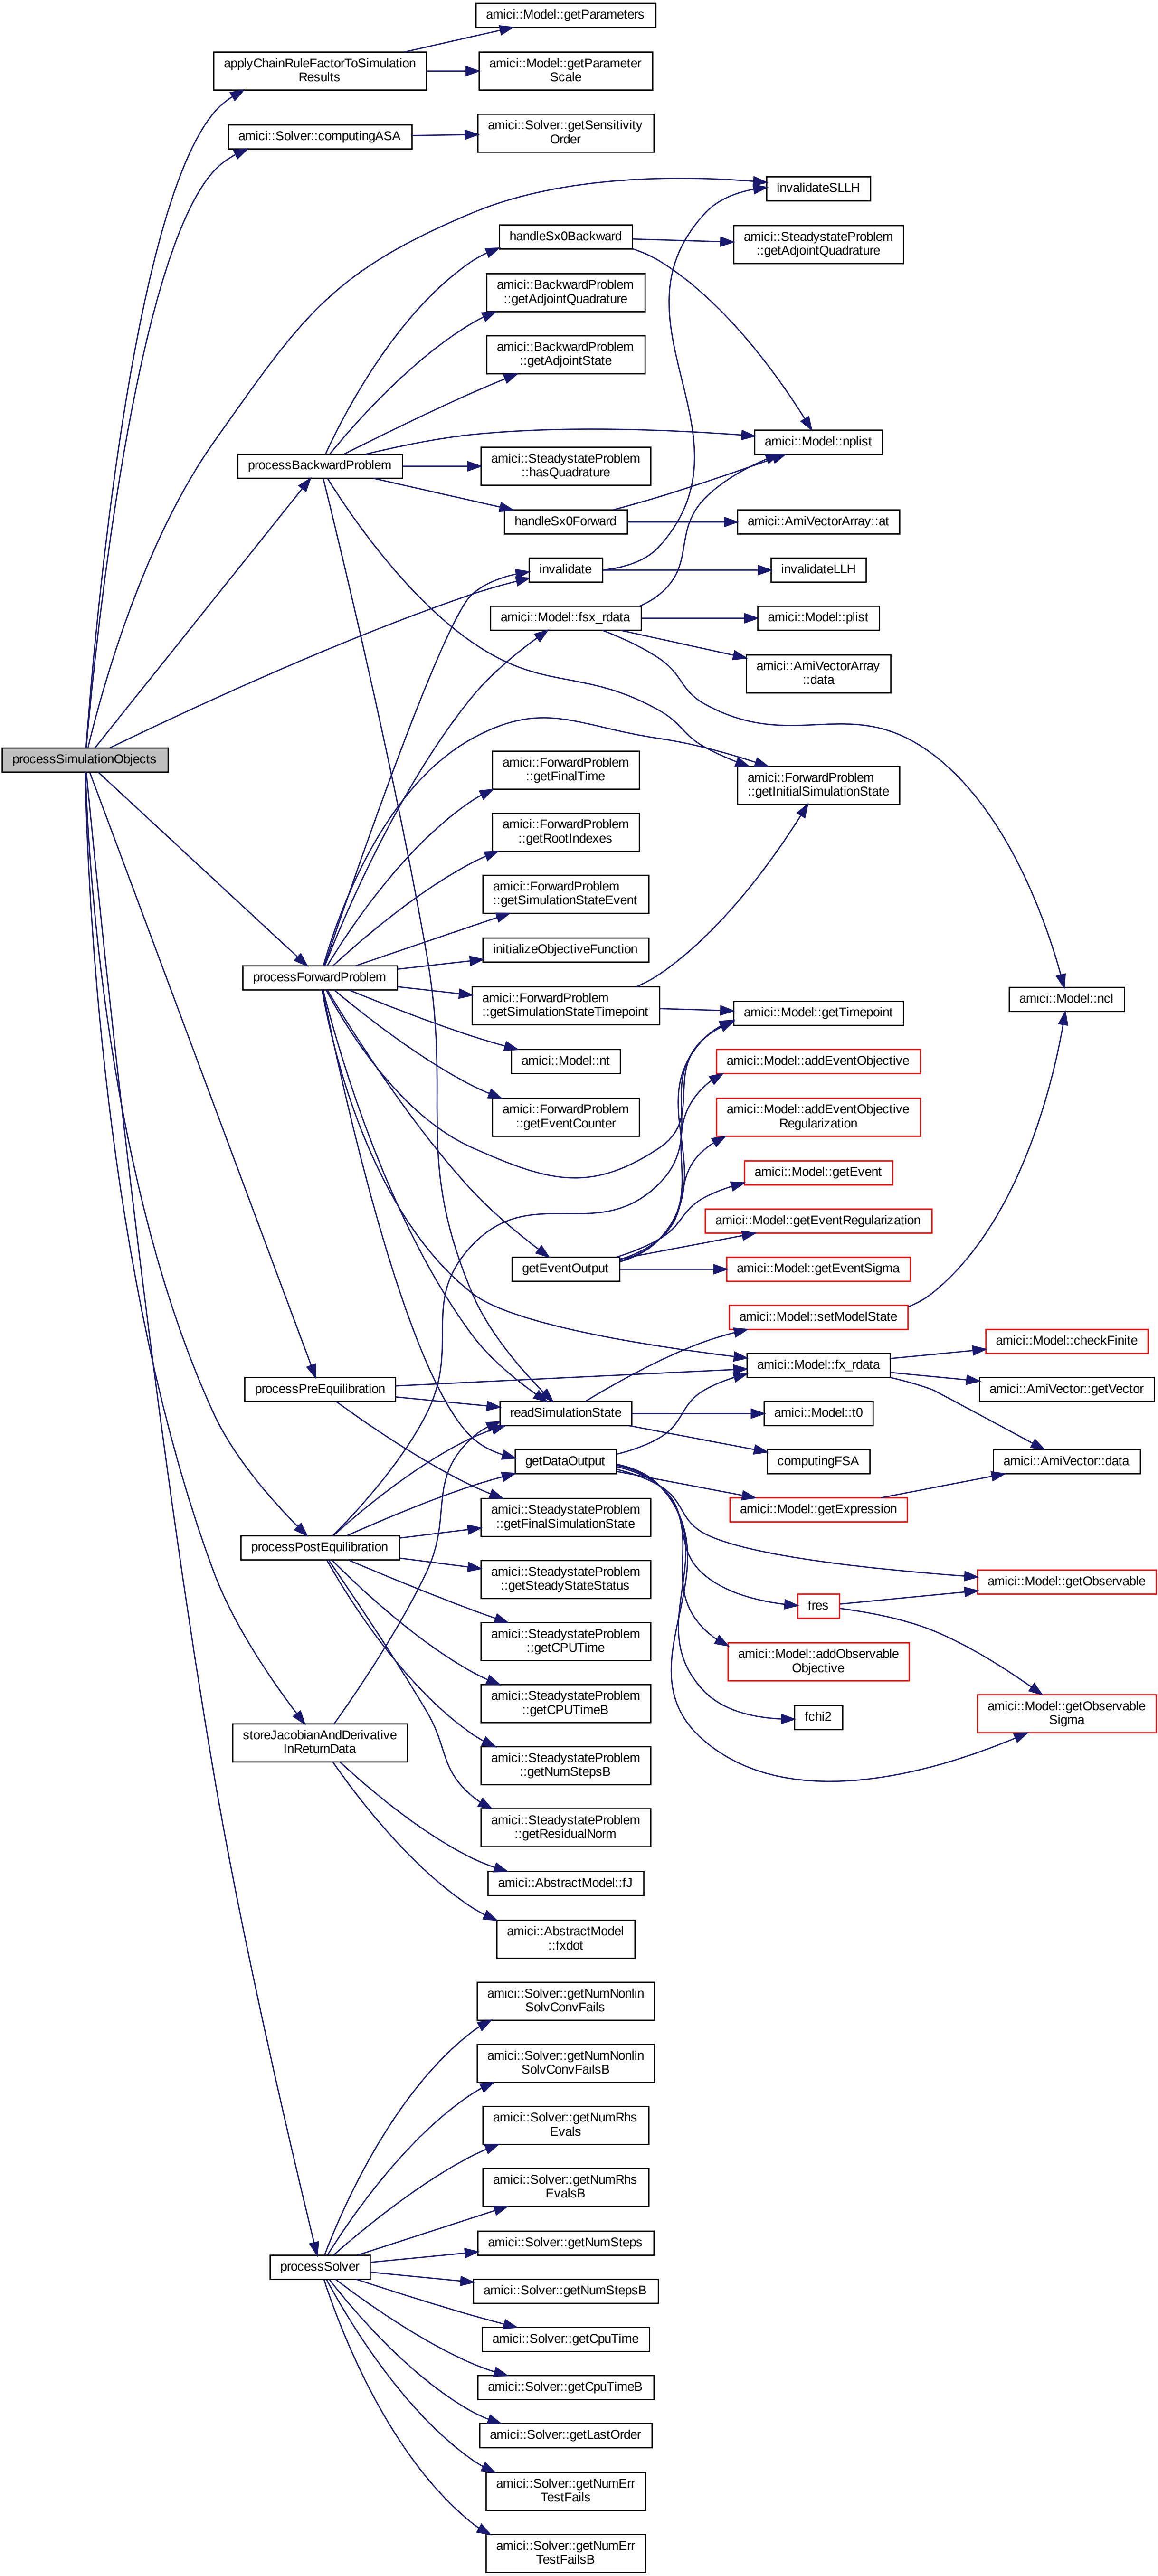 amici::Model::getParameters
applyChainRuleFactorToSimulation
Results
amici::Model::getParameter
Scale
amici::Solver::computingASA
amici::Solver::getSensitivity
Order
invalidateSLLH
handleSx0Backward
amici::SteadystateProblem
::getAdjointQuadrature
amici::BackwardProblem
::getAdjointQuadrature
amici::BackwardProblem
::getAdjointState
amici::Model::nplist
processBackwardProblem
amici::SteadystateProblem
::hasQuadrature
handleSx0Forward
amici::AmiVectorArray::at
invalidate
invalidateLLH
amici::Model::fsx_rdata
amici::Model::plist
amici::AmiVectorArray
::data
processSimulationObjects
amici::ForwardProblem
::getFinalTime
amici::ForwardProblem
::getInitialSimulationState
amici::ForwardProblem
::getRootIndexes
amici::ForwardProblem
::getSimulationStateEvent
initializeObjectiveFunction
processForwardProblem
amici::ForwardProblem
::getSimulationStateTimepoint
amici::Model::ncl
amici::Model::getTimepoint
amici::Model::nt
amici::Model::addEventObjective
amici::ForwardProblem
::getEventCounter
amici::Model::addEventObjective
Regularization
amici::Model::getEvent
amici::Model::getEventRegularization
getEventOutput
amici::Model::getEventSigma
amici::Model::setModelState
amici::Model::checkFinite
amici::Model::fx_rdata
processPreEquilibration
amici::AmiVector::getVector
readSimulationState
amici::Model::t0
getDataOutput
computingFSA
amici::AmiVector::data
amici::SteadystateProblem
::getFinalSimulationState
amici::Model::getExpression
processPostEquilibration
amici::SteadystateProblem
::getSteadyStateStatus
amici::Model::getObservable
fres
amici::SteadystateProblem
::getCPUTime
amici::Model::addObservable
Objective
amici::SteadystateProblem
::getCPUTimeB
amici::Model::getObservable
Sigma
fchi2
storeJacobianAndDerivative
InReturnData
amici::SteadystateProblem
::getNumStepsB
amici::SteadystateProblem
::getResidualNorm
amici::AbstractModel::fJ
amici::AbstractModel
::fxdot
amici::Solver::getNumNonlin
SolvConvFails
amici::Solver::getNumNonlin
SolvConvFailsB
amici::Solver::getNumRhs
Evals
amici::Solver::getNumRhs
EvalsB
amici::Solver::getNumSteps
processSolver
amici::Solver::getNumStepsB
amici::Solver::getCpuTime
amici::Solver::getCpuTimeB
amici::Solver::getLastOrder
amici::Solver::getNumErr
TestFails
amici::Solver::getNumErr
TestFailsB